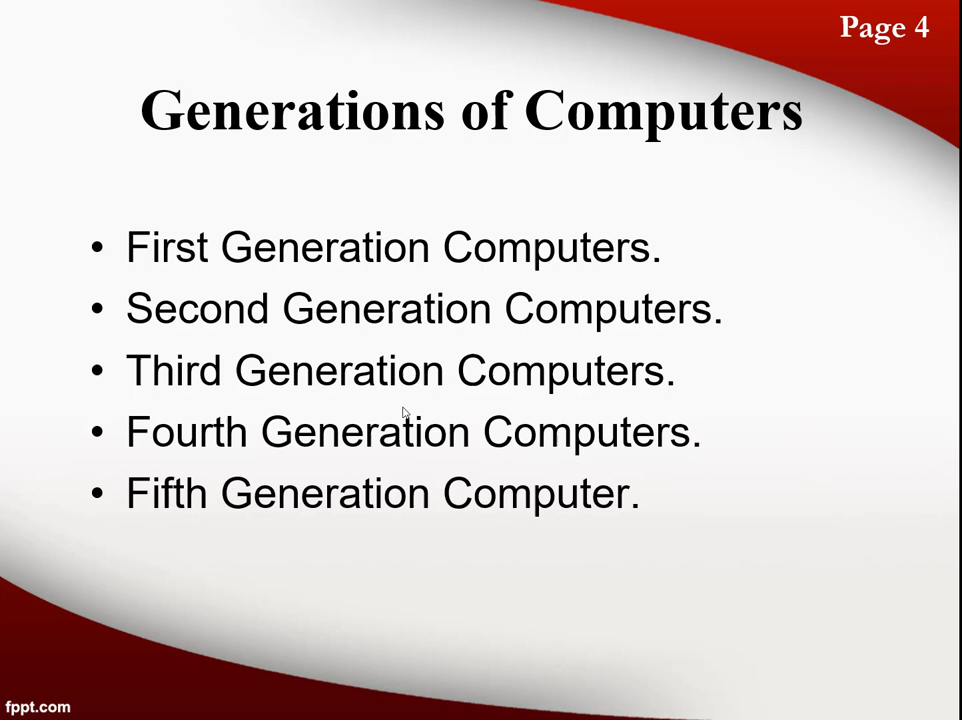 Page 4
Generations of Computers
• First Generation Computers.
• Second Generation Computers.
• Third Generation Computers.
• Fourth Generation Computers.
• Fifth Generation Computer.
fppt.com